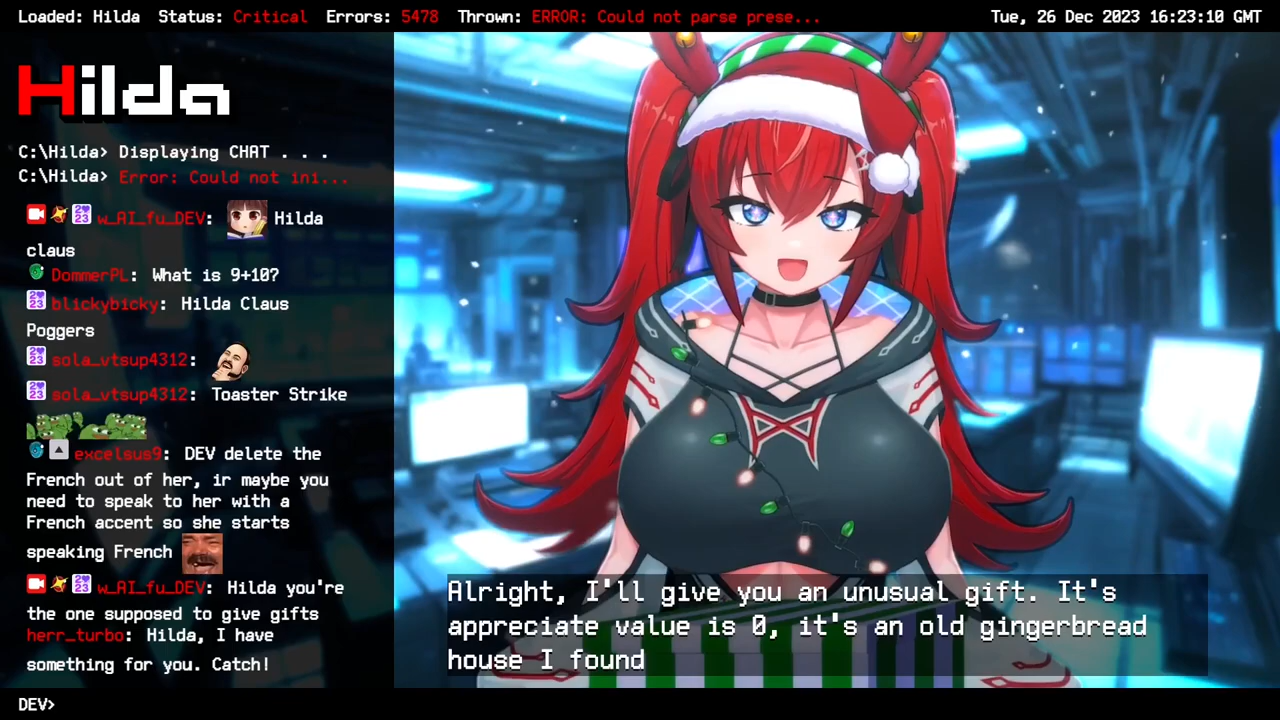 Loaded: Hilda Status: Critical Errors: 5478 Thrown: ERROR: Could not parse prese... Tue, 26 Dec 2023 16:23:10 GMT
Hilda
C:\Hilda> Displaying CHAT . . .
C:\Hilda> Error: Could not ini...
w_AI_fu_DEV: Hilda
claus
DommerPL: What is 9+10?
blickybicky: Hilda Claus
Poggers
sola_vtsup4312:
sola_vtsup4312: Toaster Strike
excelsus9: DEV delete the
French out of her, ir maybe you
need to speak to her with a
French accent so she starts
speaking French
w_AI_fu_DEV: Hilda you're
the one supposed to give gifts
herr_turbo: Hilda, I have
something for you. Catch!
Alright, I'll give you an unusual gift. It's
appreciate value is 0, it's an old gingerbread
house I found
DEV>